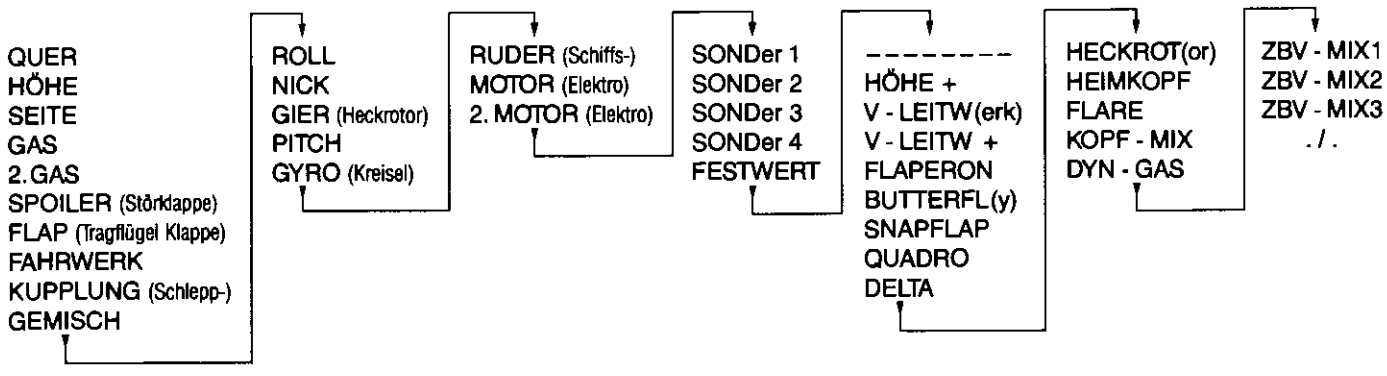 QUER
HÖHE
SEITE
GAS
2.GAS
SPOILER (Störklappe)
FLAP (Tragflügel Klappe)
FAHRWERK
KUPPLUNG (Schlepp-)
GEMISCH
ROLL
NICK
GIER (Heckrotor)
PITCH
GYRO (Kreisel)
RUDER (Schiffs-)
MOTOR (Elektro)
2. MOTOR (Elektro)
SONDer 1
SONDer 2
SONDer 3
SONDer 4
FESTWERT
- - - - - - - - -
HÖHE +
V - LEITW(erk)
V - LEITW +
FLAPERON
BUTTERFL(y)
SNAPFLAP
QUADRO
DELTA
HECKROT(or)
HEIMKOPF
FLARE
KOPF - MIX
DYN - GAS
ZBV - MIX1
ZBV - MIX2
ZBV - MIX3
./.